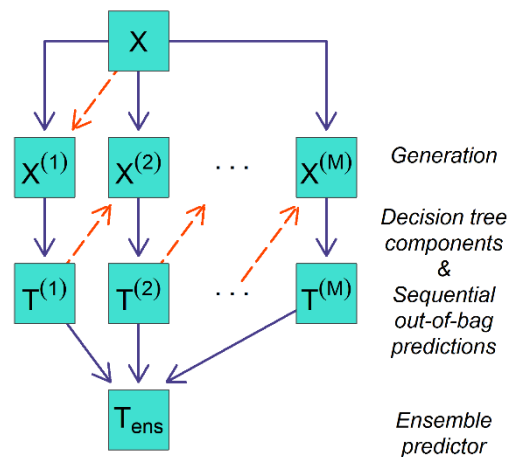 X
X(1) X(2) ... X(M)
Generation
Decision tree
components
&
Sequential
out-of-bag
predictions
T(1) T(2) ... T(M)
Tens
Ensemble
predictor